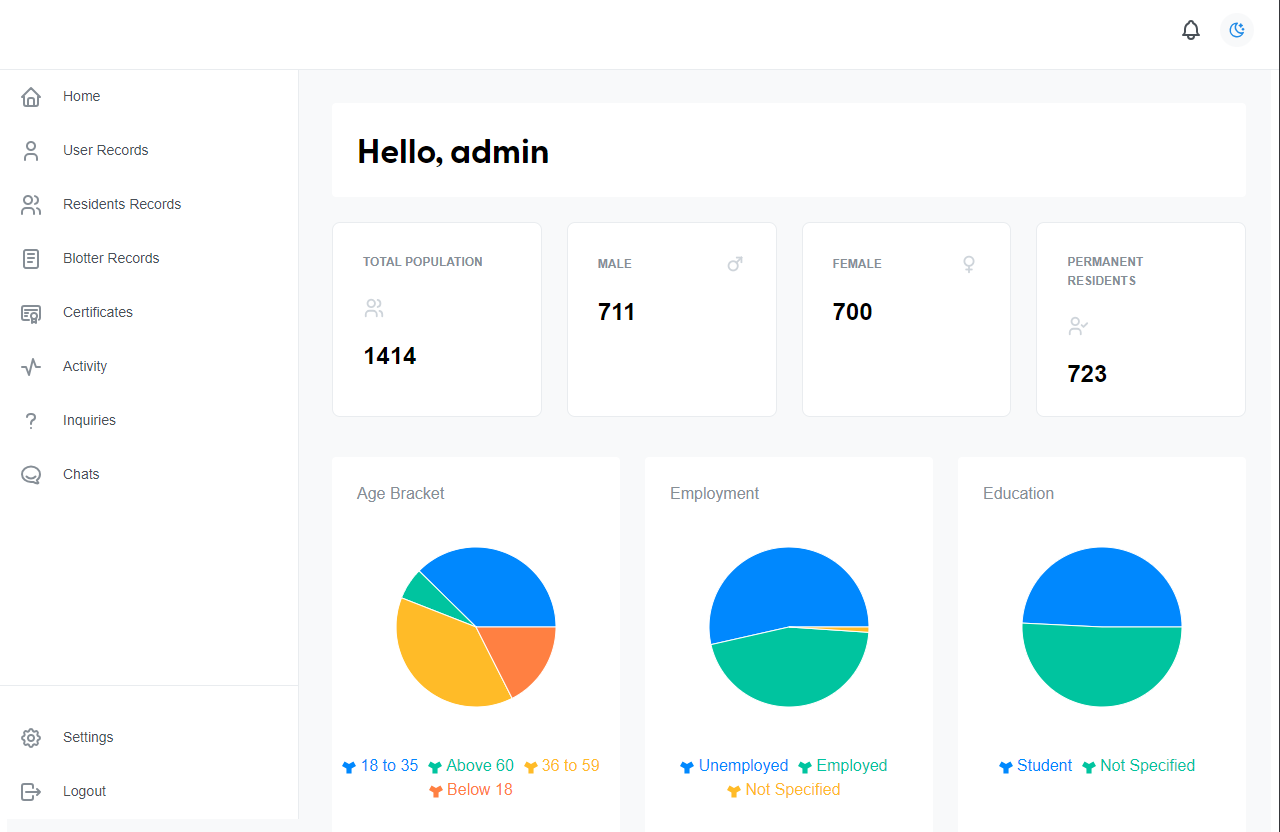 Home
User Records
Residents Records
Blotter Records
Certificates
Activity
Inquiries
Chats
Settings
Logout
Hello, admin
TOTAL POPULATION
1414
MALE
711
FEMALE
700
PERMANENT
RESIDENTS
723
Age Bracket
18 to 35 Above 60 36 to 59
Below 18
Employment
Unemployed Employed
Not Specified
Education
Student Not Specified